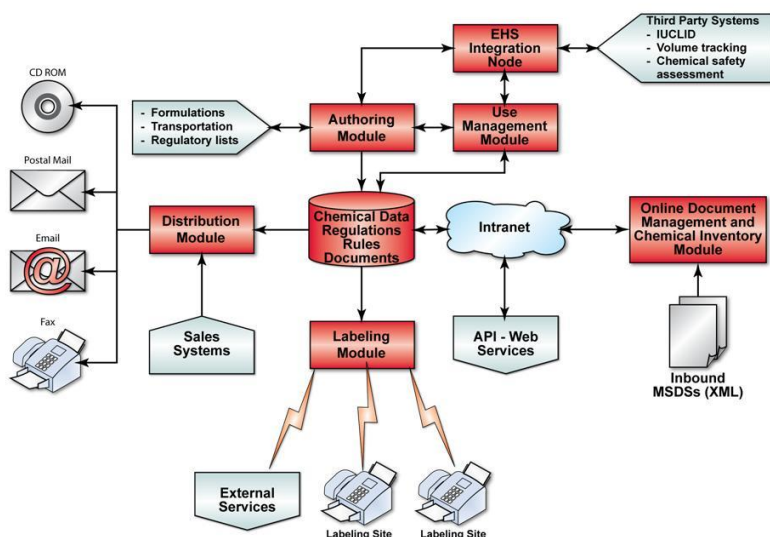 Third Party Systems
- IUCLID
- Volume tracking
- Chemical safety
assessment
EHS
Integration
Node
CD ROM
- Formulations
- Transportation
- Regulatory lists
Authoring
Module
Use
Management
Module
Postal Mail
Distribution
Module
Chemical Data
Regulations
Rules
Documents
Intranet
Online Document
Management and
Chemical Inventory
Module
Email
@
Fax
Sales
Systems
Labeling
Module
API - Web
Services
Inbound
MSDSs (XML)
External
Services
Labeling Site
Labeling Site